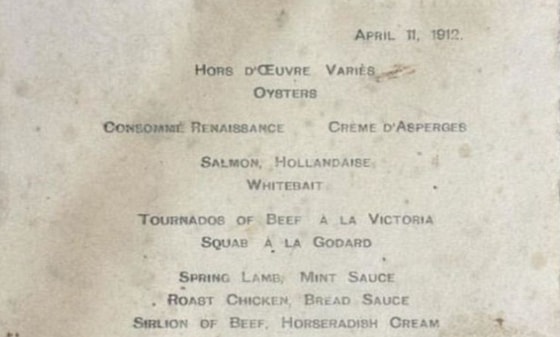 APRIL 11, 1912.
HORS D'ŒUVRE VARIÉS
OYSTERS
CONSOMMÉ RENAISSANCE CRÈME D'ASPERGES
SALMON, HOLLANDAISE
WHITEBAIT
TOURNADOS OF BEEF À LA VICTORIA
SQUAB À LA GODARD
SPRING LAMB, MINT SAUCE
ROAST CHICKEN, BREAD SAUCE
SIRLION OF BEEF, HORSERADISH CREAM